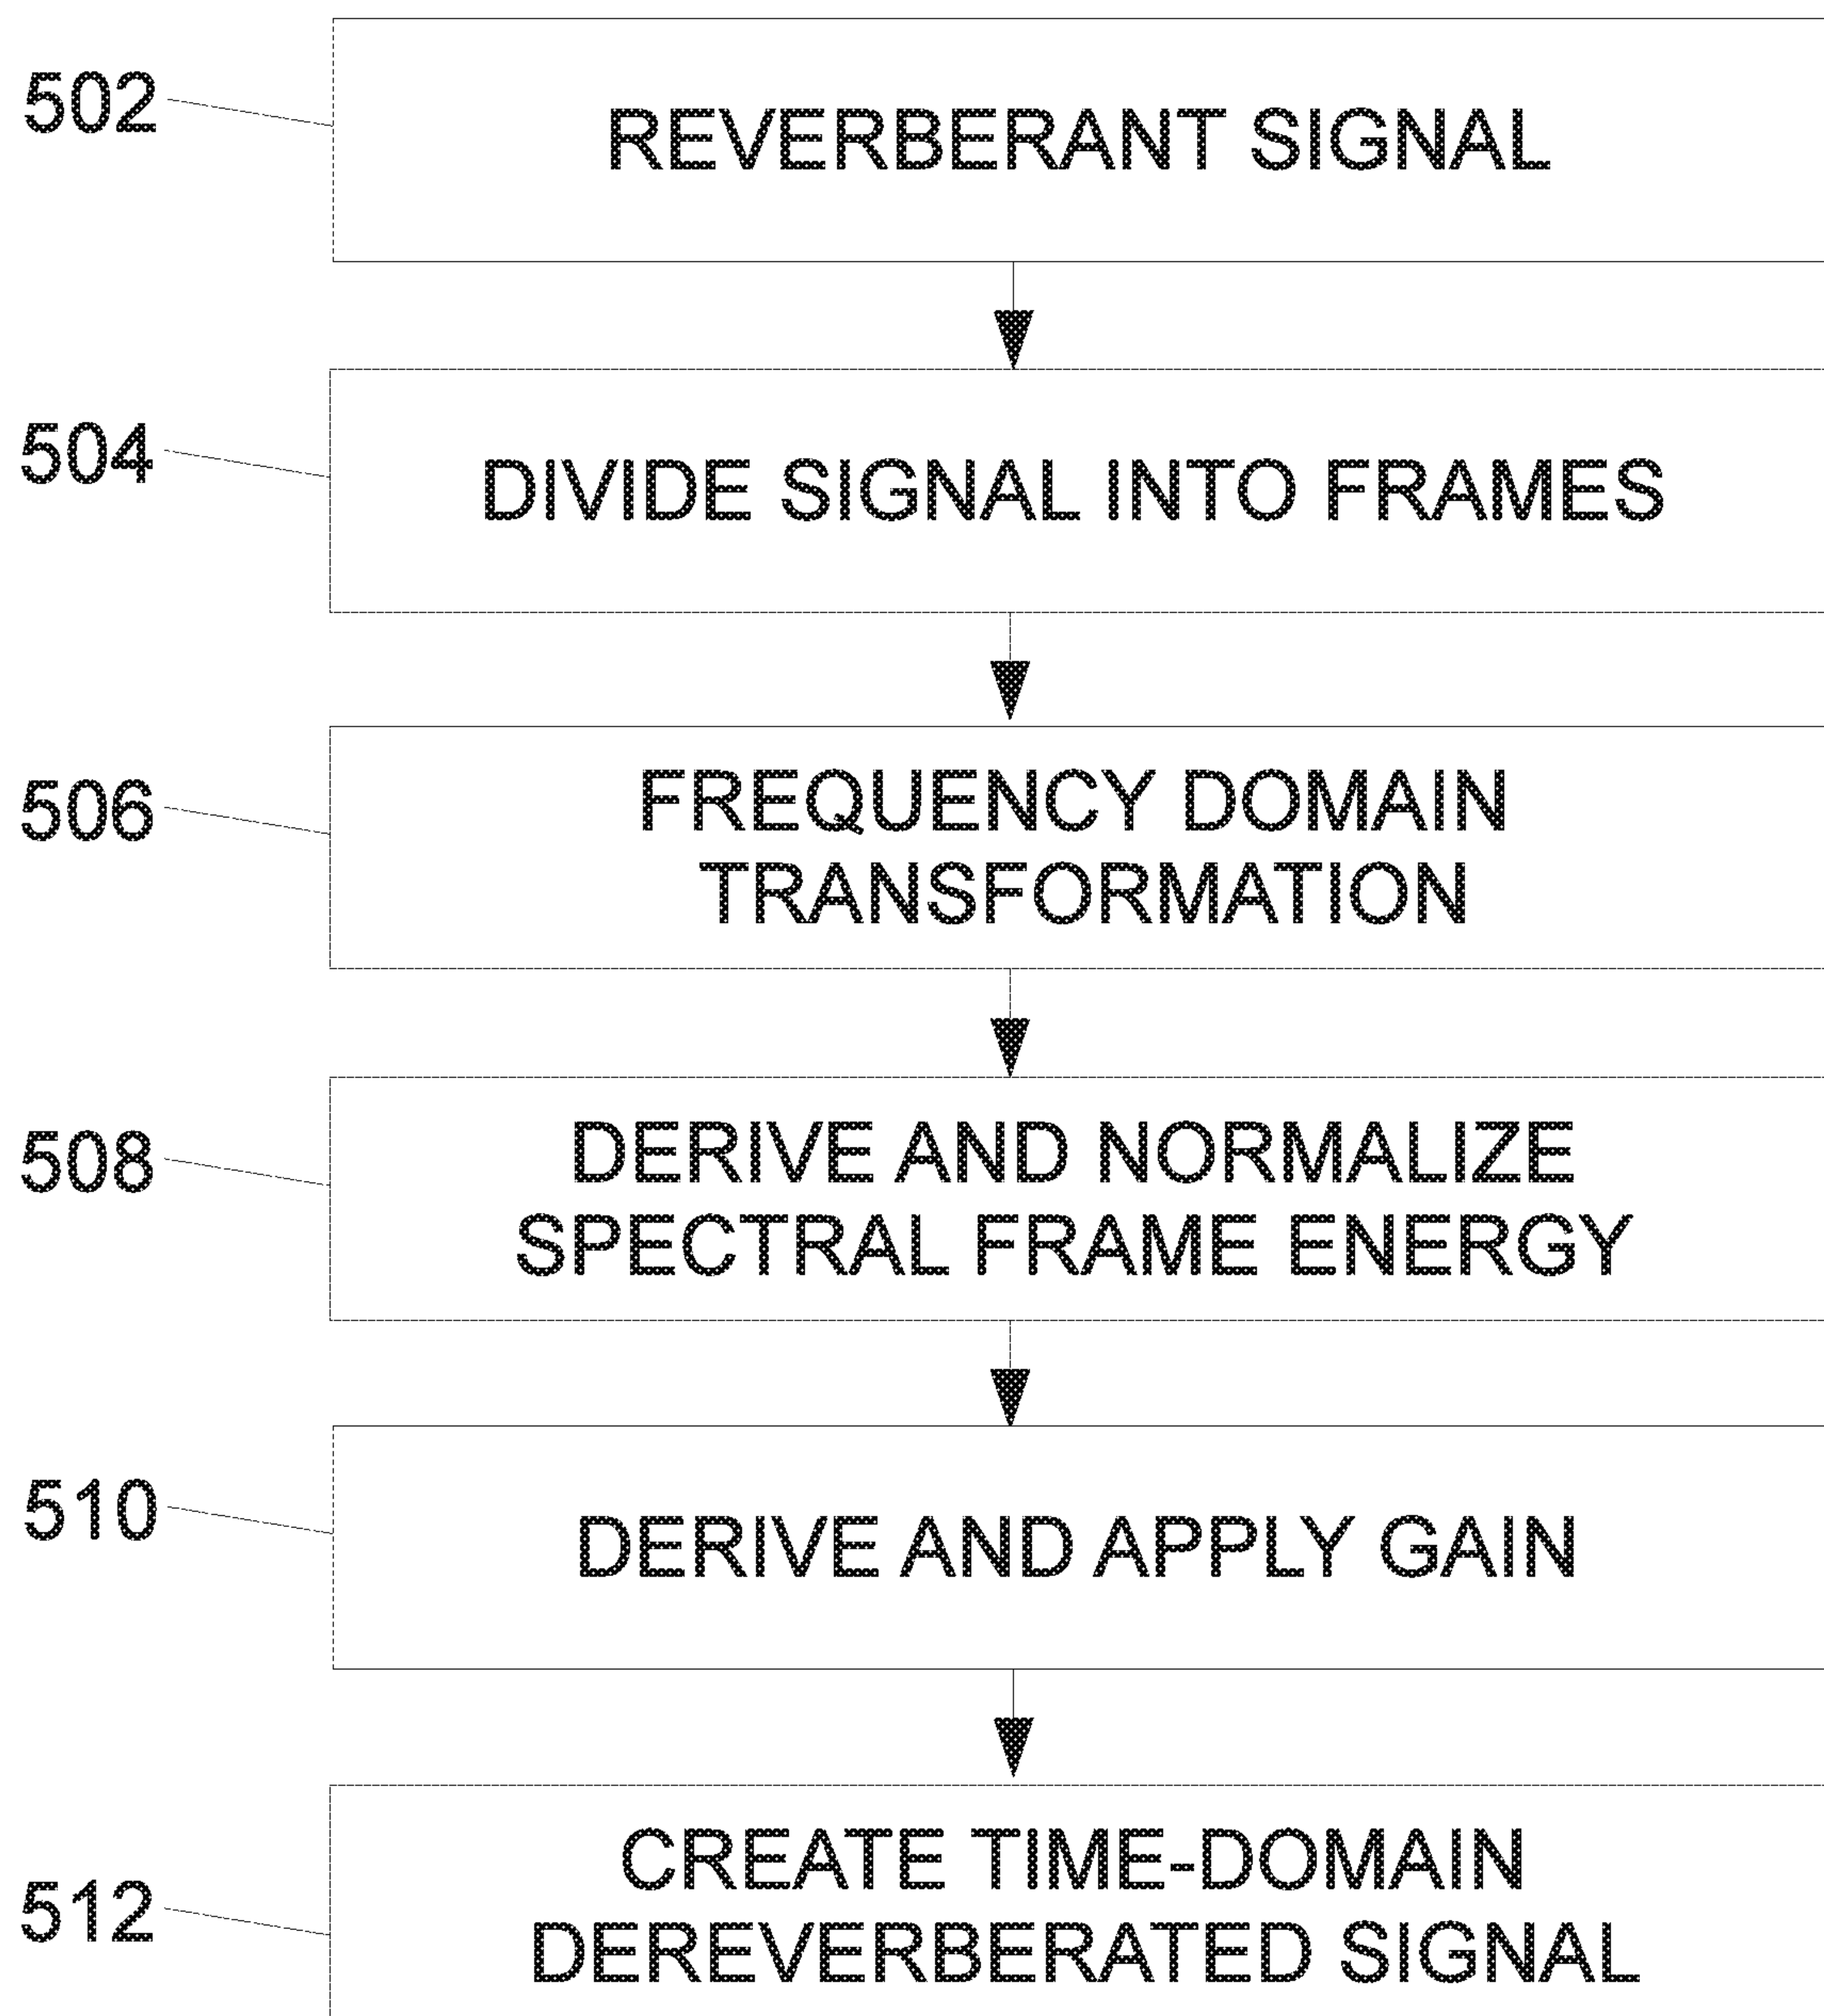 502
REVERBERANT SIGNAL
504
DIVIDE SIGNAL INTO FRAMES
506
FREQUENCY DOMAIN
TRANSFORMATION
508
DERIVE AND NORMALIZE
SPECTRAL FRAME ENERGY
510
DERIVE AND APPLY GAIN
512
CREATE TIME-DOMAIN
DEREVERBERATED SIGNAL